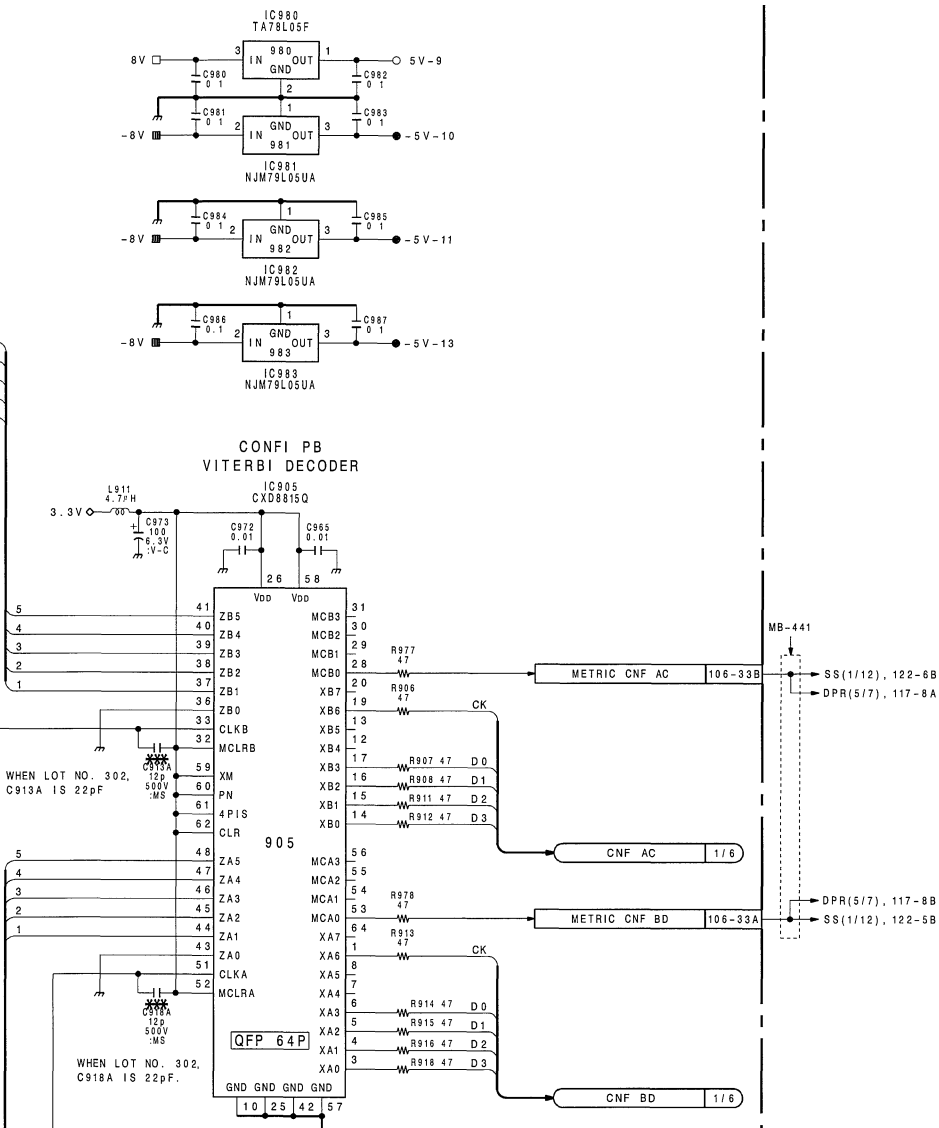 IC980
TA78L05F
8V
3
980
IN OUT
GND
1
5V-9
2
C980
0 1
C982
0 1
C981
0 1
C983
0 1
1
-8V
2
GND
IN OUT
981
3
-5V-10
IC981
NJM79L05UA
C984
0 1
C985
0 1
1
-8V
2
GND
IN OUT
982
3
-5V-11
IC982
NJM79L05UA
C986
0.1
C987
0 1
1
-8V
2
GND
IN OUT
983
3
-5V-13
IC983
NJM79L05UA
CONFI PB
VITERBI DECODER
IC905
CXD8815Q
L911
4.7μH
3.3V
+
C973
100
6.3V
:V-C
C972
0.01
C965
0.01
26
58
VDD
VDD
5
41
ZB5
4
40
ZB4
3
39
ZB3
2
38
ZB2
1
37
ZB1
36
ZB0
33
CLKB
32
MCLRB
59
XM
60
PN
61
4PIS
62
CLR
C913A
12p
500V
:MS
WHEN LOT NO. 302,
C913A IS 22pF
905
5
48
ZA5
4
47
ZA4
3
46
ZA3
2
45
ZA2
1
44
ZA1
43
ZA0
51
CLKA
52
MCLRA
C918A
12p
500V
:MS
WHEN LOT NO. 302,
C918A IS 22pF.
QFP 64P
GND GND GND GND
10 25 42 57
MCB3
31
MCB2
30
MCB1
29
MCB0
28
R977
47
METRIC CNF AC
106-33B
XB7
20
XB6
19
R906
47
CK
XB5
13
XB4
12
XB3
17
R907 47 D0
XB2
16
R908 47 D1
XB1
15
R911 47 D2
XB0
14
R912 47 D3
CNF AC
1/6
MCA3
56
MCA2
55
MCA1
54
MCA0
53
R978
47
METRIC CNF BD
106-33A
XA7
64
XA6
1
R913
47
CK
XA5
8
XA4
7
XA3
6
R914 47 D0
XA2
5
R915 47 D1
XA1
4
R916 47 D2
XA0
3
R918 47 D3
CNF BD
1/6
MB-441
SS(1/12), 122-6B
DPR(5/7), 117-8A
DPR(5/7), 117-8B
SS(1/12), 122-5B